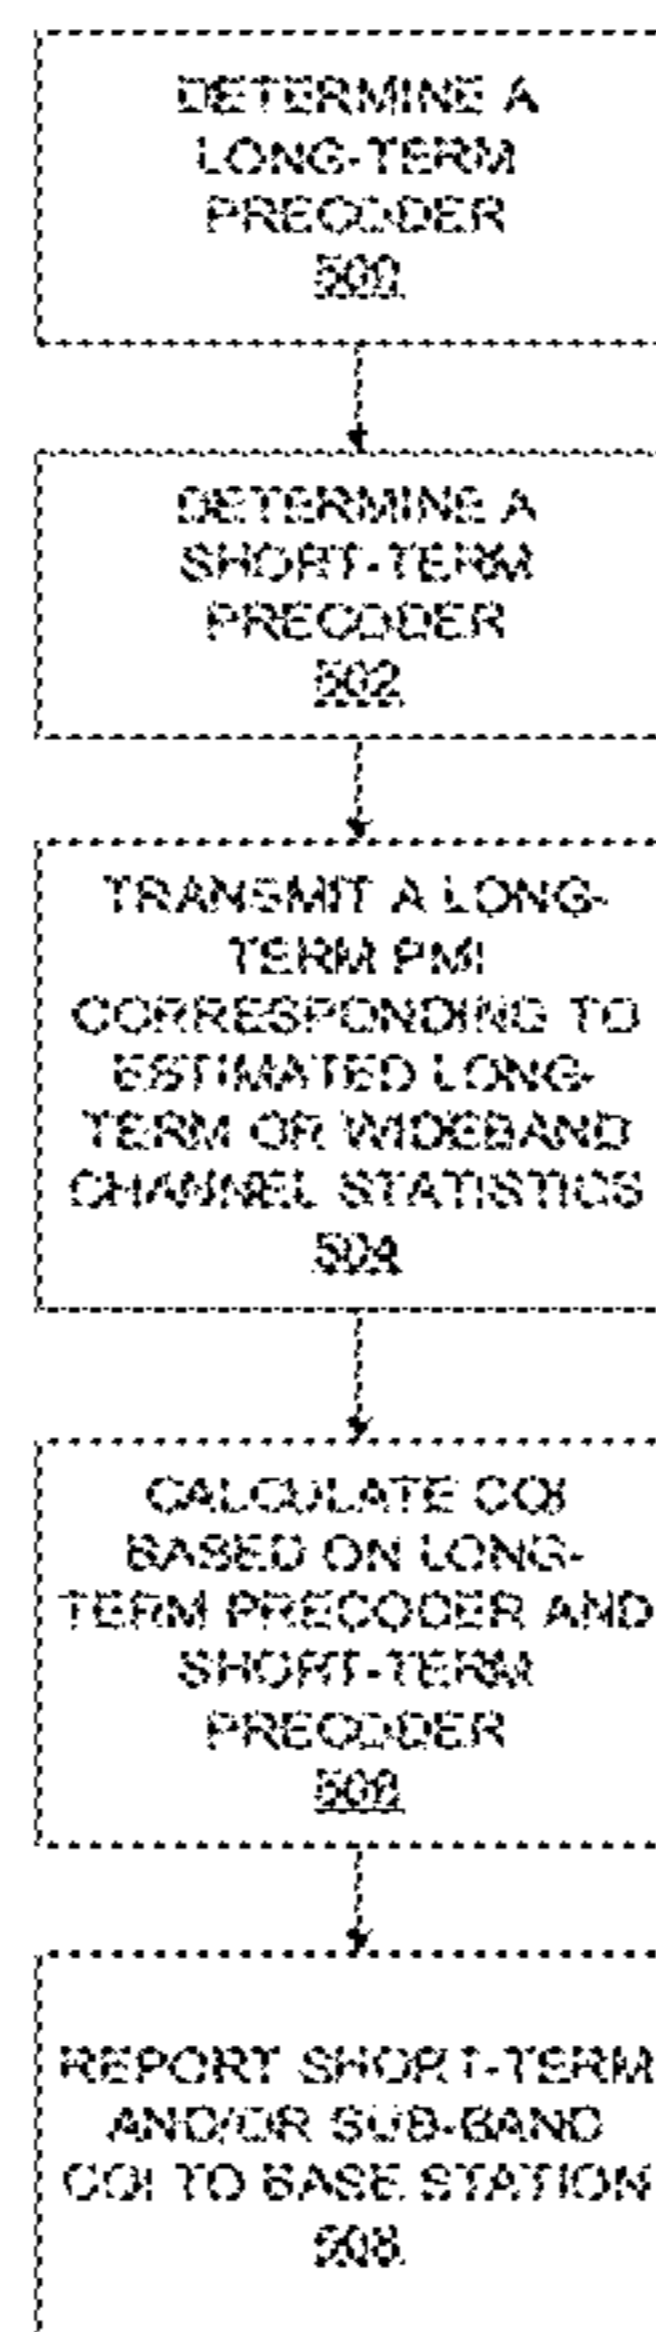 DETERMINE A
LONG-TERM
PRECODER
500
DETERMINE A
SHORT-TERM
PRECODER
502
TRANSMIT A LONG-
TERM PMI
CORRESPONDING TO
ESTIMATED LONG-
TERM OR WIDEBAND
CHANNEL STATISTICS
504
CALCULATE CQI
BASED ON LONG-
TERM PRECODER AND
SHORT-TERM
PRECODER
506
REPORT SHORT-TERM
AND/OR SUB-BAND
CQI TO BASE STATION
508